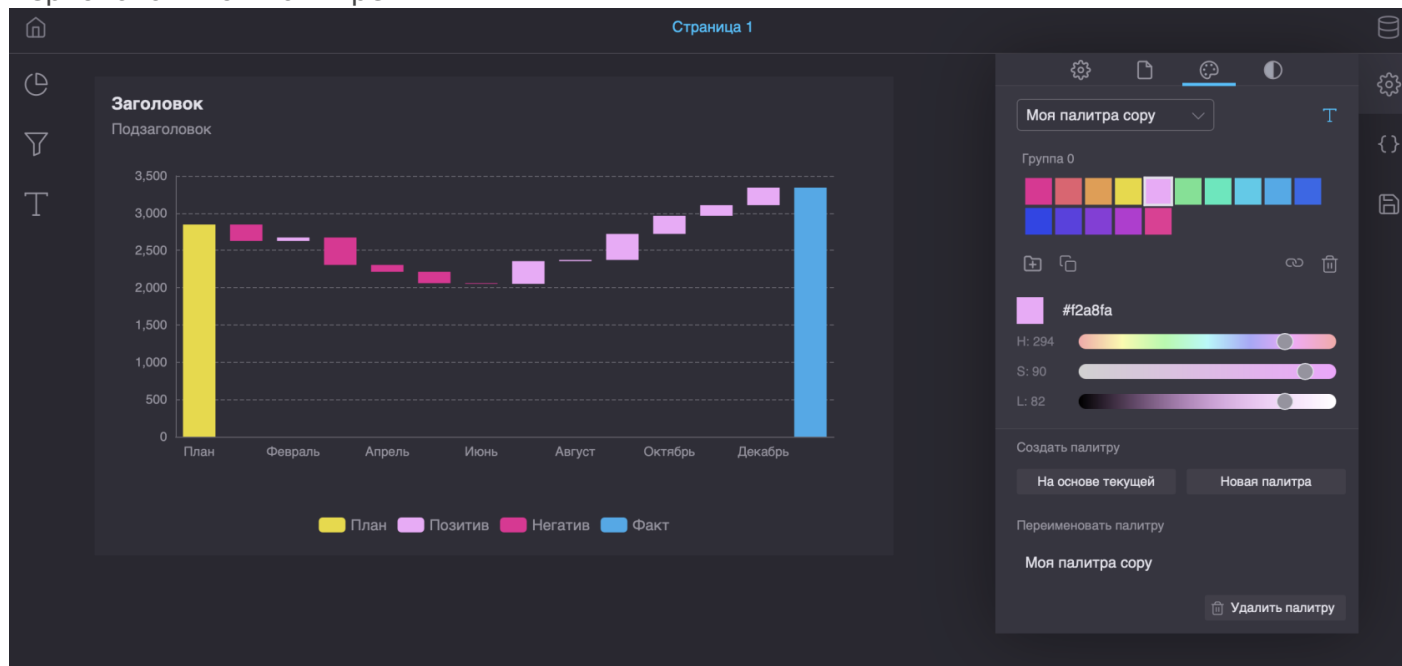 Страница 1
Заголовок
Подзаголовок
3,500
3,000
2,500
2,000
1,500
1,000
500
0
План Февраль Апрель Июнь Август Октябрь Декабрь
План Позитив Негатив Факт
Моя палитра copy
Группа 0
#f2a8fa
H: 294
S: 90
L: 82
Создать палитру
На основе текущей Новая палитра
Переименовать палитру
Моя палитра copy
Удалить палитру